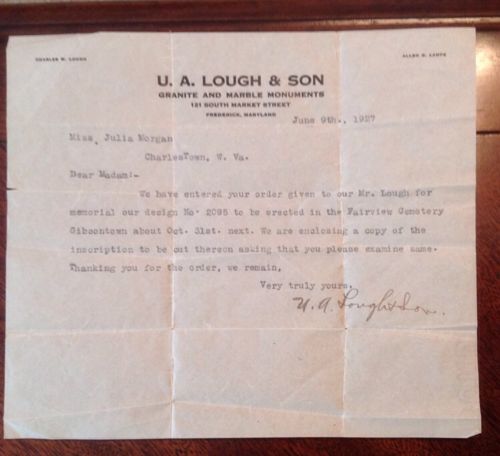 CHARLES W. LOUGH
U. A. LOUGH & SON
GRANITE AND MARBLE MONUMENTS
121 SOUTH MARKET STREET
FREDERICK, MARYLAND
June 9th., 1927
Miss, Julia Morgan
CharlesTown, W. Va.
Dear Madam:-
We have entered your order given to our Mr. Lough for
memorial our design No. 2095 to be erected in the Fairview Cemetery
Gibsontown about Oct. 31st. next. We are enclosing a copy of the
inscription to be cut thereon asking that you please examine same.
Thanking you for the order, we remain,
Very truly yours,
U. A. Lough & Son.